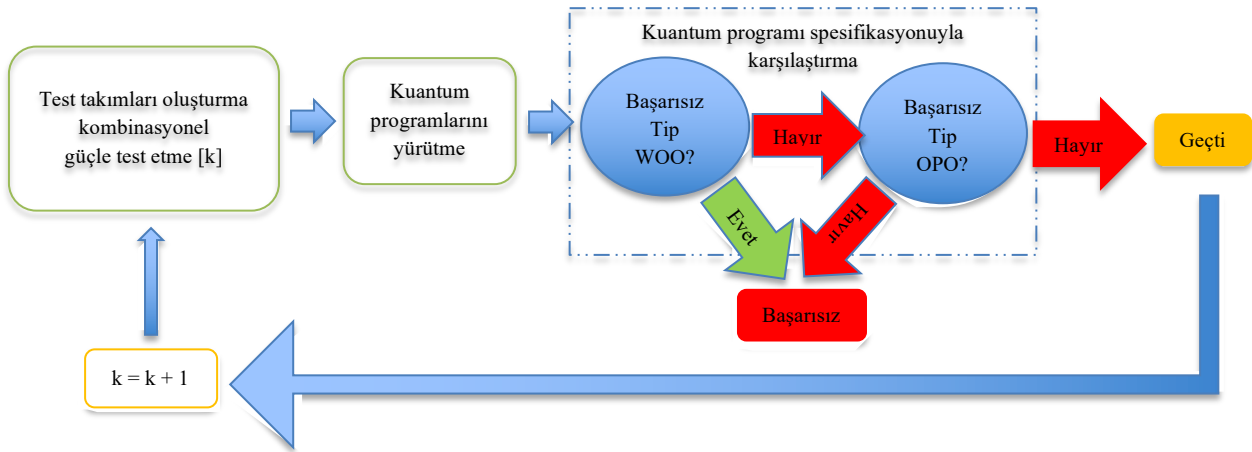 Test takımları oluşturma
kombinasyonel
güçle test etme [k]
Kuantum
programlarını
yürütme
Kuantum programı spesifikasyonuyla
karşılaştırma
Başarısız
Tip
WOO?
Hayır
Başarısız
Tip
OPO?
Hayır
Geçti
Evet
Hayır
Başarısız
k = k + 1